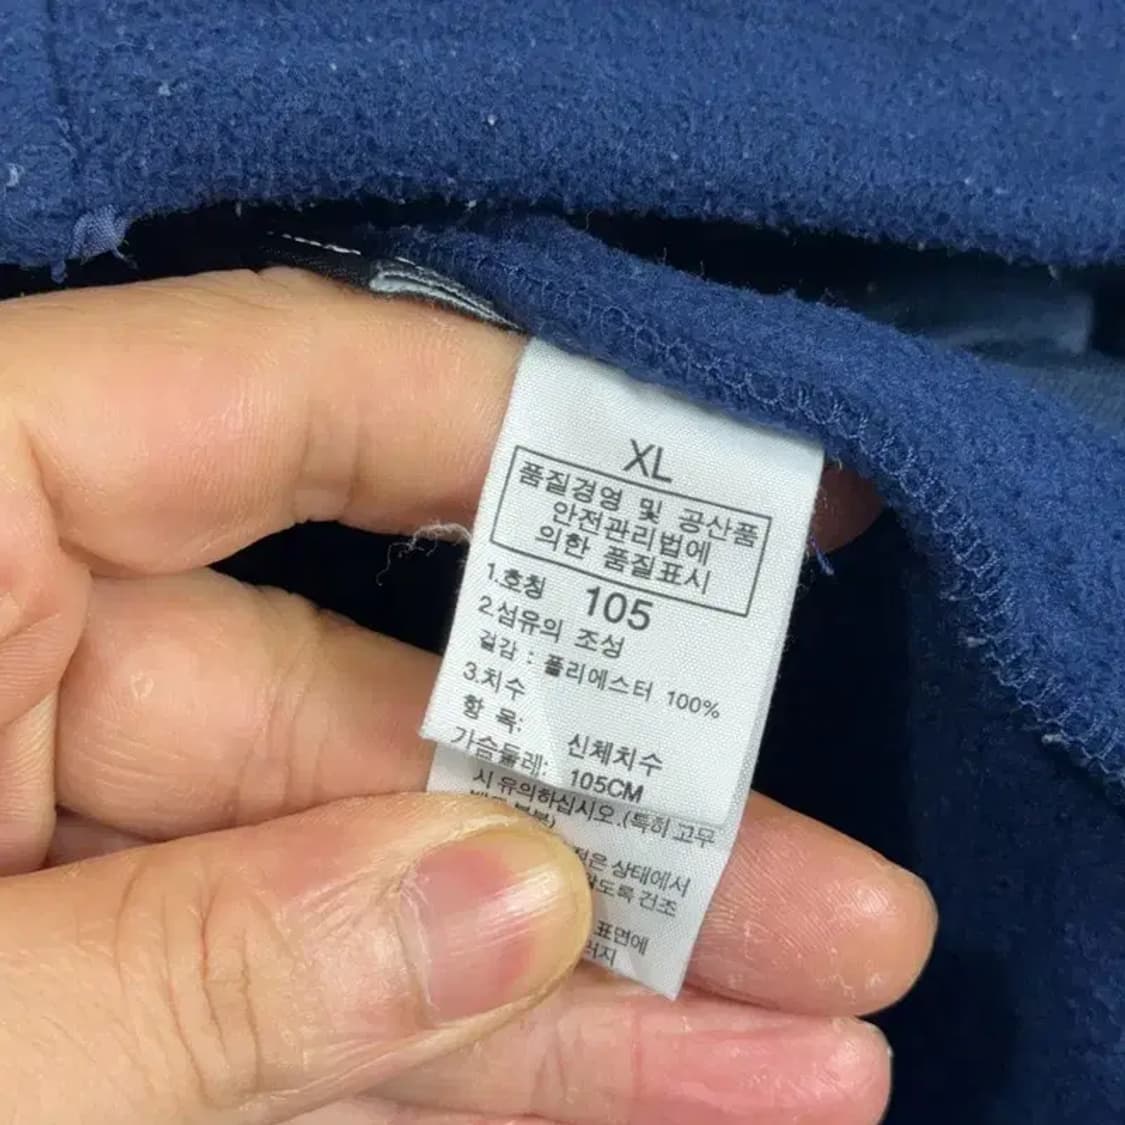 XL
품질경영 및 공산품
안전관리법에
의한 품질표시
1.호칭 105
2.섬유의 조성
겉감 : 폴리에스터 100%
3.치수
항 목: 신체치수
가슴둘레: 105CM
시 유의하십시오.(특히 고무
젖은 상태에서
않도록 건조
표면에